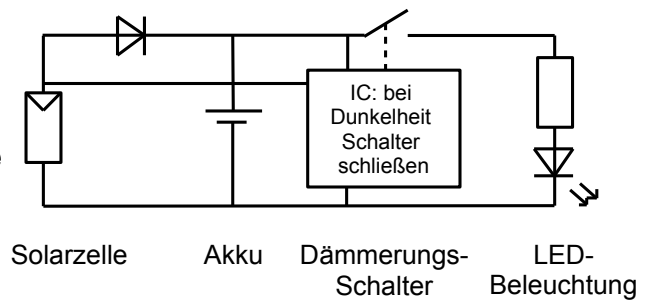 IC: bei
Dunkelheit
Schalter
schließen
Solarzelle
Akku
Dämmerungs-
Schalter
LED-
Beleuchtung